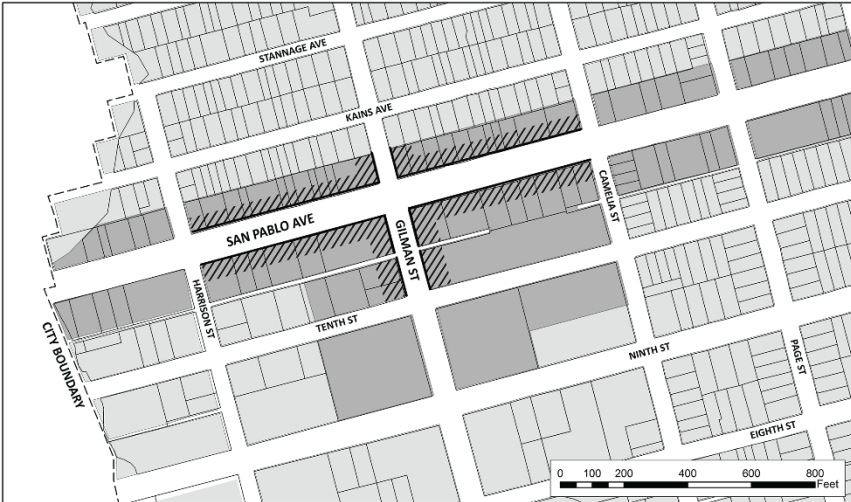 STANNAGE AVE
KAINS AVE
SAN PABLO AVE
GILMAN ST
CAMELIA ST
HARRISON ST
TENTH ST
CITY BOUNDARY
NINTH ST
PAGE ST
EIGHTH ST
0 100 200 400 600 800
Feet